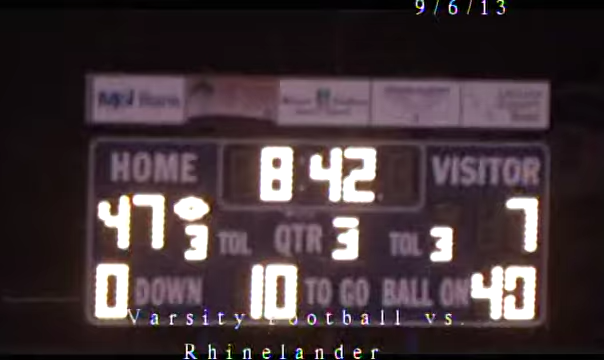 9/6/13
Bank
HOME 8:42 VISITOR
47 3 TOL QTR 3 TOL 3 7
0 DOWN 10 TO GO BALL ON 40
Varsity Football vs.
Rhinelander